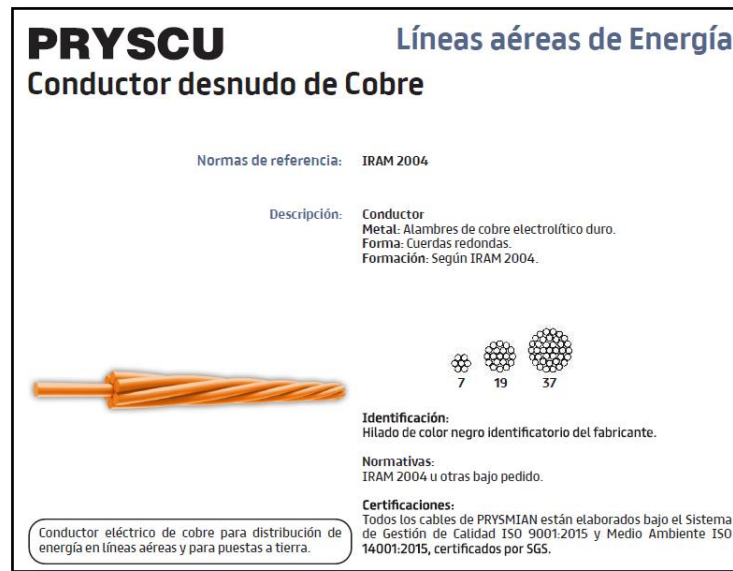 PRYSCU
Líneas aéreas de Energía
Conductor desnudo de Cobre
Normas de referencia: IRAM 2004
Descripción: Conductor
Metal: Alambres de cobre electrolítico duro.
Forma: Cuerdas redondas.
Formación: Según IRAM 2004.
7 19 37
Identificación:
Hilado de color negro identificatorio del fabricante.
Normativas:
IRAM 2004 u otras bajo pedido.
Certificaciones:
Todos los cables de PRYSMIAN están elaborados bajo el Sistema
de Gestión de Calidad ISO 9001:2015 y Medio Ambiente ISO
14001:2015, certificados por SGS.
Conductor eléctrico de cobre para distribución de
energía en líneas aéreas y para puestas a tierra.